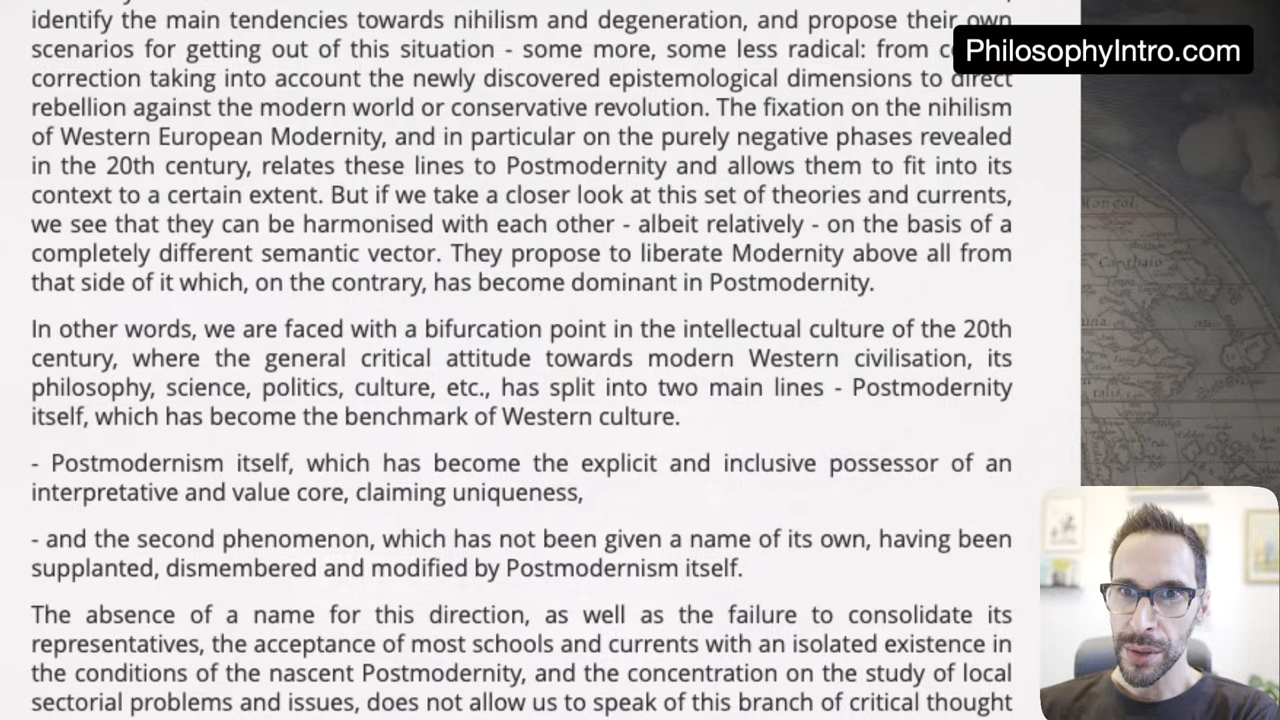 identify the main tendencies towards nihilism and degeneration, and propose their own
PhilosophyIntro.com
scenarios for getting out of this situation - some more, some less radical: from
correction taking into account the newly discovered epistemological dimensions to direct
rebellion against the modern world or conservative revolution. The fixation on the nihilism
of Western European Modernity, and in particular on the purely negative phases revealed
in the 20th century, relates these lines to Postmodernity and allows them to fit into its
context to a certain extent. But if we take a closer look at this set of theories and currents,
we see that they can be harmonised with each other - albeit relatively - on the basis of a
completely different semantic vector. They propose to liberate Modernity above all from
that side of it which, on the contrary, has become dominant in Postmodernity.
In other words, we are faced with a bifurcation point in the intellectual culture of the 20th
century, where the general critical attitude towards modern Western civilisation, its
philosophy, science, politics, culture, etc., has split into two main lines - Postmodernity
itself, which has become the benchmark of Western culture.
- Postmodernism itself, which has become the explicit and inclusive possessor of an
interpretative and value core, claiming uniqueness,
- and the second phenomenon, which has not been given a name of its own, having been
supplanted, dismembered and modified by Postmodernism itself.
The absence of a name for this direction, as well as the failure to consolidate its
representatives, the acceptance of most schools and currents with an isolated existence in
the conditions of the nascent Postmodernity, and the concentration on the study of local
sectorial problems and issues, does not allow us to speak of this branch of critical thought